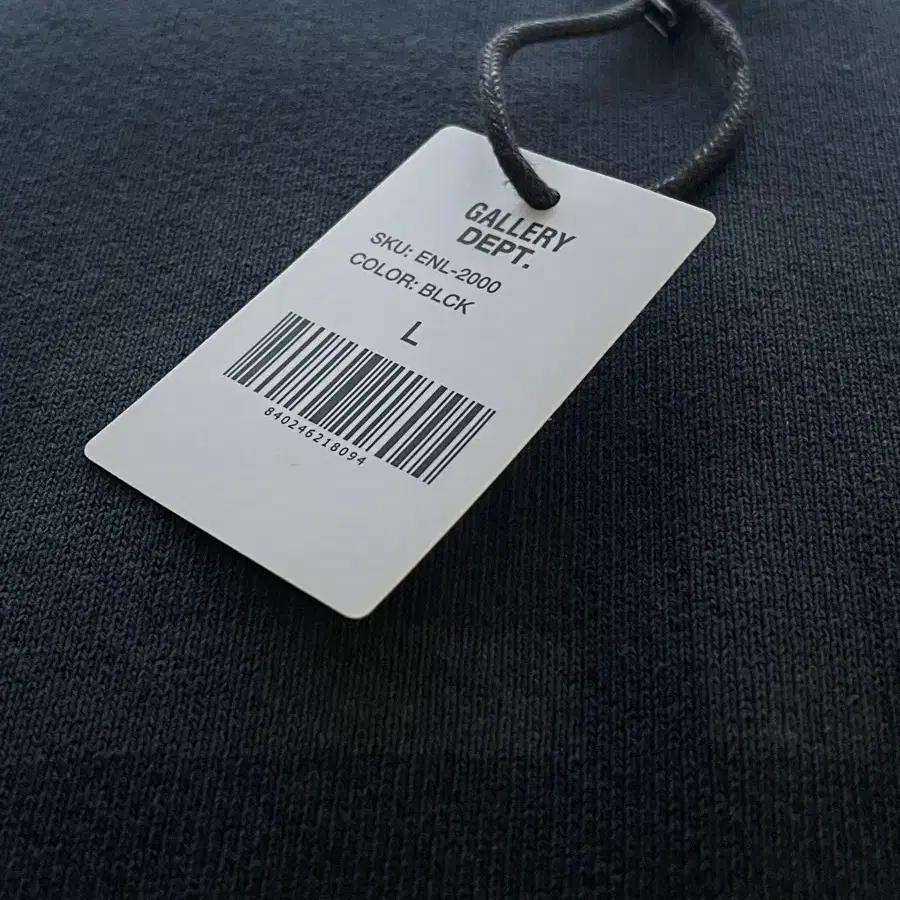 GALLERY
DEPT.
SKU: ENL-2000
COLOR: BLCK
L
840246218094